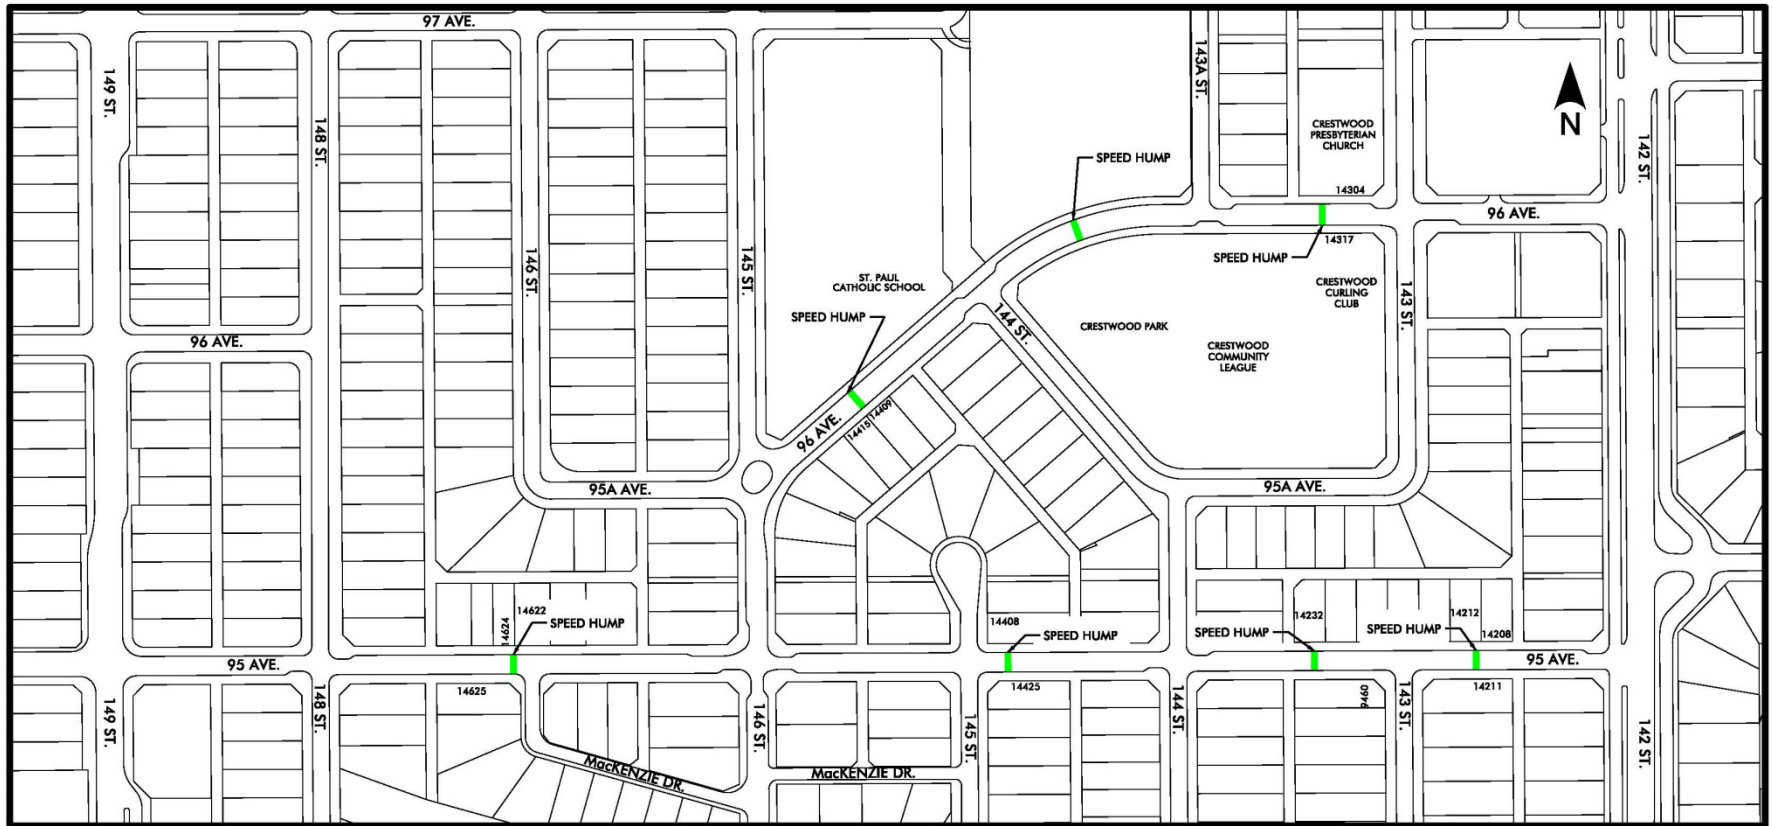 97 AVE.
149 ST.
148 ST.
146 ST.
145 ST.
143A ST.
142 ST.
N
CRESTWOOD
PRESBYTERIAN
CHURCH
SPEED HUMP
14304
96 AVE.
14317
SPEED HUMP
ST. PAUL
CATHOLIC SCHOOL
CRESTWOOD
CURLING
CLUB
143 ST.
SPEED HUMP
144 ST.
CRESTWOOD PARK
CRESTWOOD
COMMUNITY
LEAGUE
96 AVE.
96 AVE.
14415
14409
95A AVE.
95A AVE.
14622
14624
SPEED HUMP
14408
SPEED HUMP
14232
SPEED HUMP
14212
14208
SPEED HUMP
95 AVE.
95 AVE.
14625
14425
9460
14211
149 ST.
148 ST.
146 ST.
145 ST.
144 ST.
143 ST.
142 ST.
MacKENZIE DR.
MacKENZIE DR.